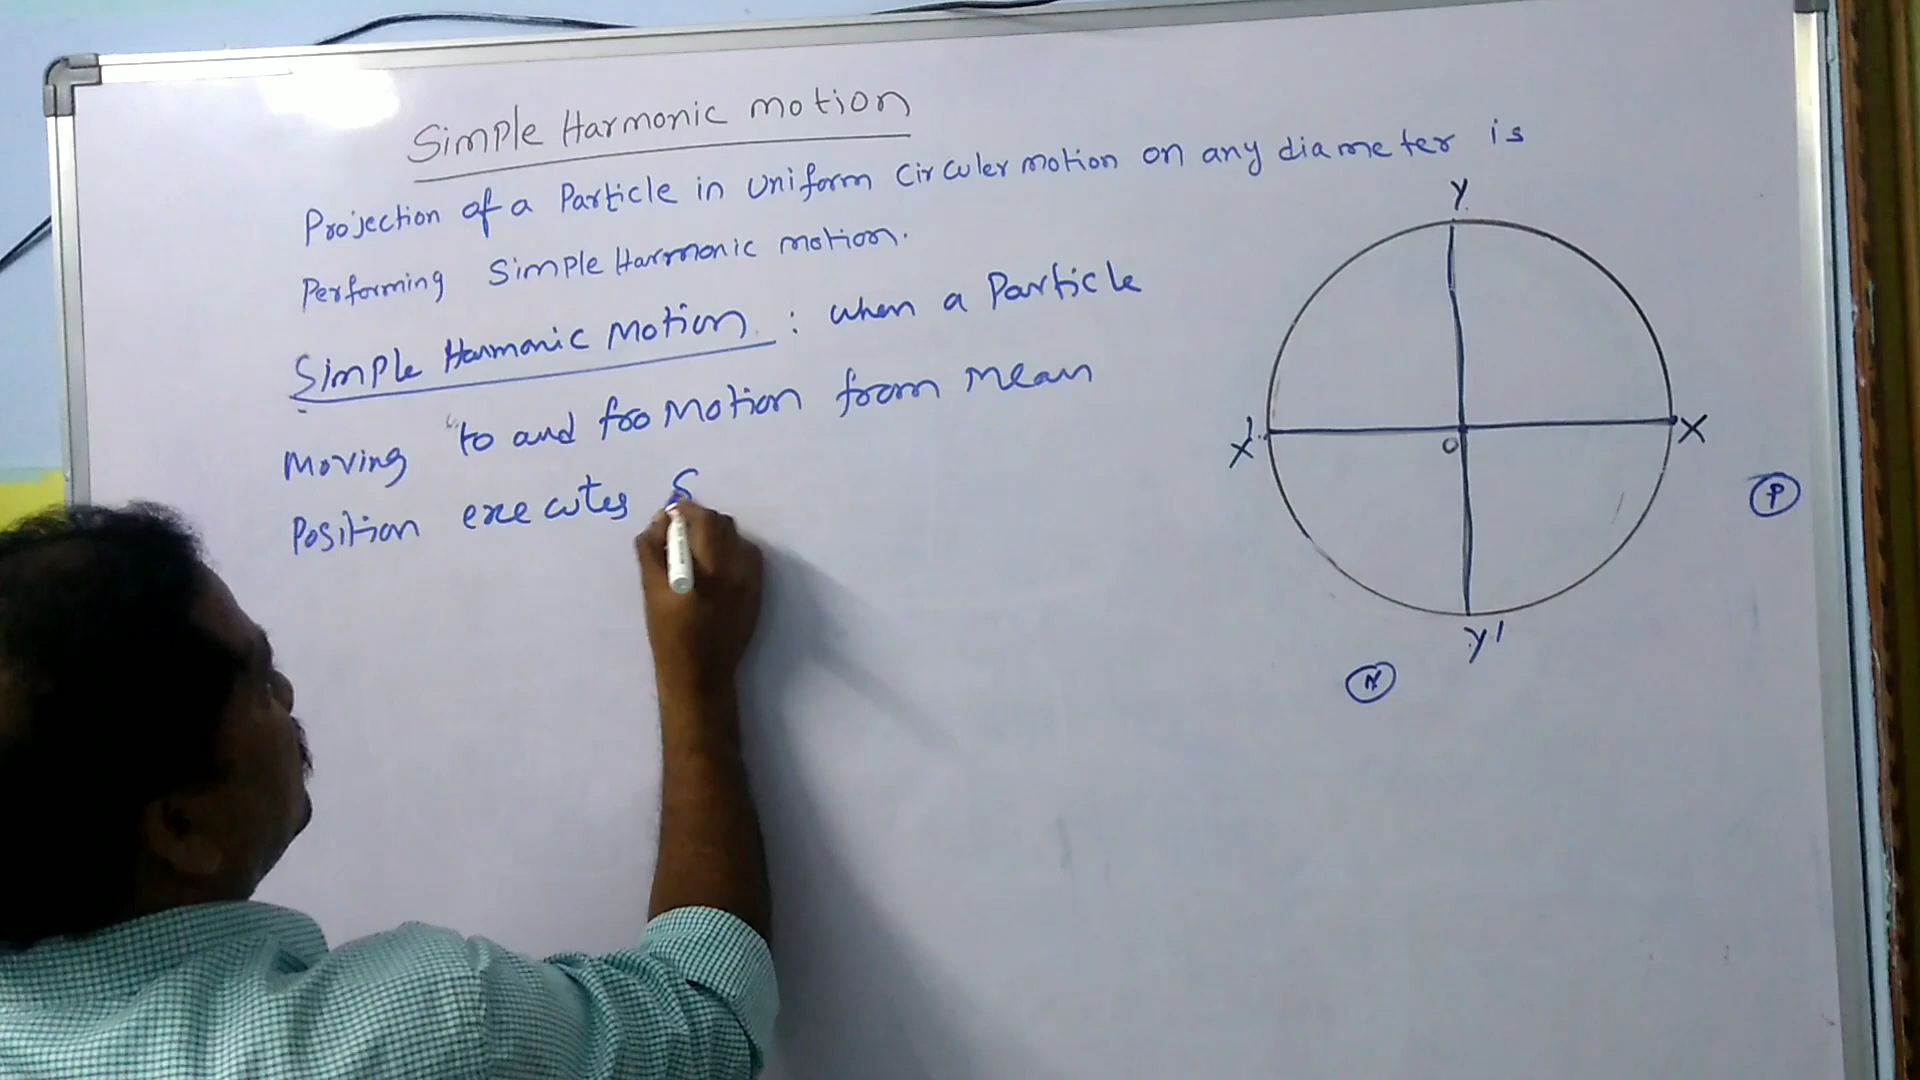 Simple Harmonic motion
Projection of a Particle in uniform circuler motion on any diameter is
Performing Simple Harmonic motion.
Simple Harmonic Motion : when a Particle
Moving to and fro Motion from mean
Position executes S
Y
X'
O
X
P
Y'
N